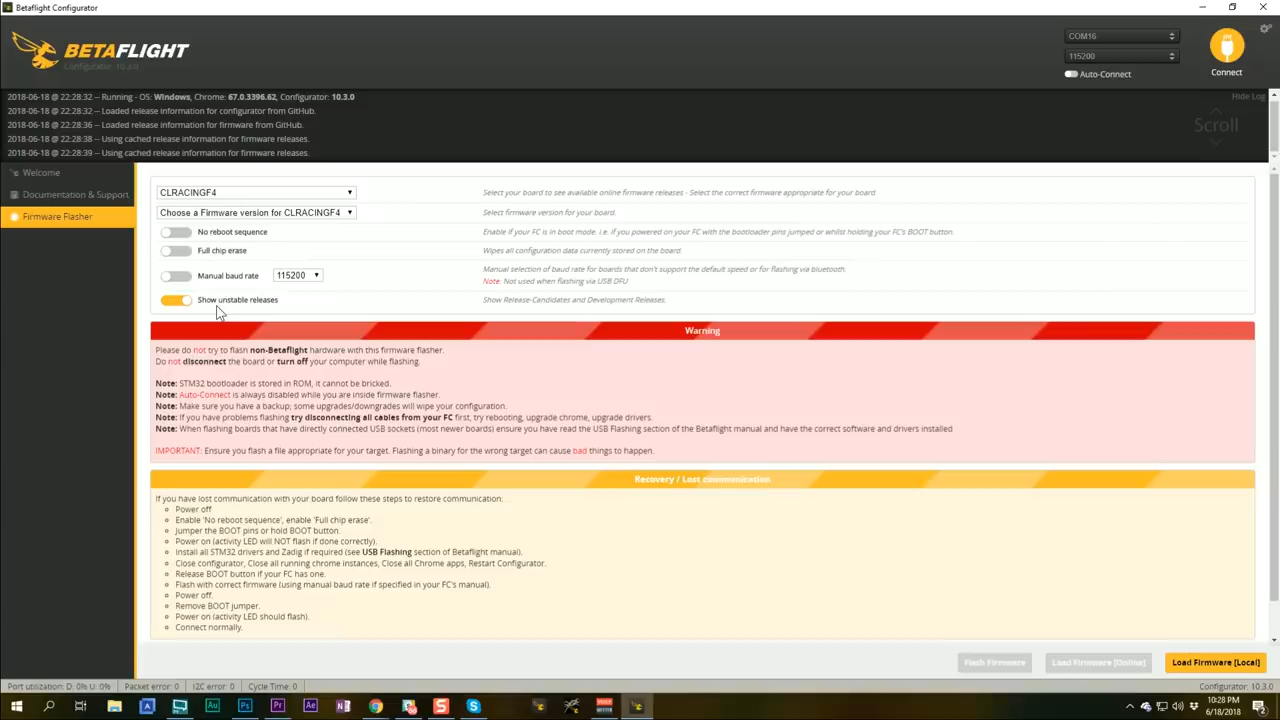 Betaflight Configurator
BETAFLIGHT
Configurator 10.3.0
COM16
115200
Auto-Connect
Connect
2018-06-18 @ 22:28:32 -- Running - OS: Windows, Chrome: 67.0.3396.62, Configurator: 10.3.0
2018-06-18 @ 22:28:32 -- Loaded release information for configurator from GitHub.
2018-06-18 @ 22:28:36 -- Loaded release information for firmware from GitHub.
2018-06-18 @ 22:28:38 -- Using cached release information for firmware releases.
2018-06-18 @ 22:28:39 -- Using cached release information for firmware releases.
Hide Log
Scroll
Welcome
Documentation & Support
Firmware Flasher
CLRACINGF4
Select your board to see available online firmware releases - Select the correct firmware appropriate for your board.
Choose a Firmware version for CLRACINGF4
Select firmware version for your board.
No reboot sequence
Enable if your FC is in boot mode. i.e. if you powered on your FC with the bootloader pins jumped or whilst holding your FC's BOOT button.
Full chip erase
Wipes all configuration data currently stored on the board.
Manual baud rate
115200
Manual selection of baud rate for boards that don't support the default speed or for flashing via bluetooth.
Note: Not used when flashing via USB DFU
Show unstable releases
Show Release-Candidates and Development Releases.
Warning
Please do not try to flash non-Betaflight hardware with this firmware flasher.
Do not disconnect the board or turn off your computer while flashing.
Note: STM32 bootloader is stored in ROM, it cannot be bricked.
Note: Auto-Connect is always disabled while you are inside firmware flasher.
Note: Make sure you have a backup; some upgrades/downgrades will wipe your configuration.
Note: If you have problems flashing try disconnecting all cables from your FC first, try rebooting, upgrade chrome, upgrade drivers.
Note: When flashing boards that have directly connected USB sockets (most newer boards) ensure you have read the USB Flashing section of the Betaflight manual and have the correct software and drivers installed
IMPORTANT: Ensure you flash a file appropriate for your target. Flashing a binary for the wrong target can cause bad things to happen.
Recovery / Lost communication
If you have lost communication with your board follow these steps to restore communication:
Power off
Enable 'No reboot sequence', enable 'Full chip erase'.
Jumper the BOOT pins or hold BOOT button.
Power on (activity LED will NOT flash if done correctly).
Install all STM32 drivers and Zadig if required (see USB Flashing section of Betaflight manual).
Close configurator, Close all running chrome instances, Close all Chrome apps, Restart Configurator.
Release BOOT button if your FC has one.
Flash with correct firmware (using manual baud rate if specified in your FC's manual).
Power off.
Remove BOOT jumper.
Power on (activity LED should flash).
Connect normally.
Flash Firmware
Load Firmware [Online]
Load Firmware [Local]
Port utilization: D: 0% U: 0%
Packet error: 0
I2C error: 0
Cycle Time: 0
Configurator: 10.3.0
Au
Ps
Pr
Ae
N
S
10:28 PM
6/18/2018